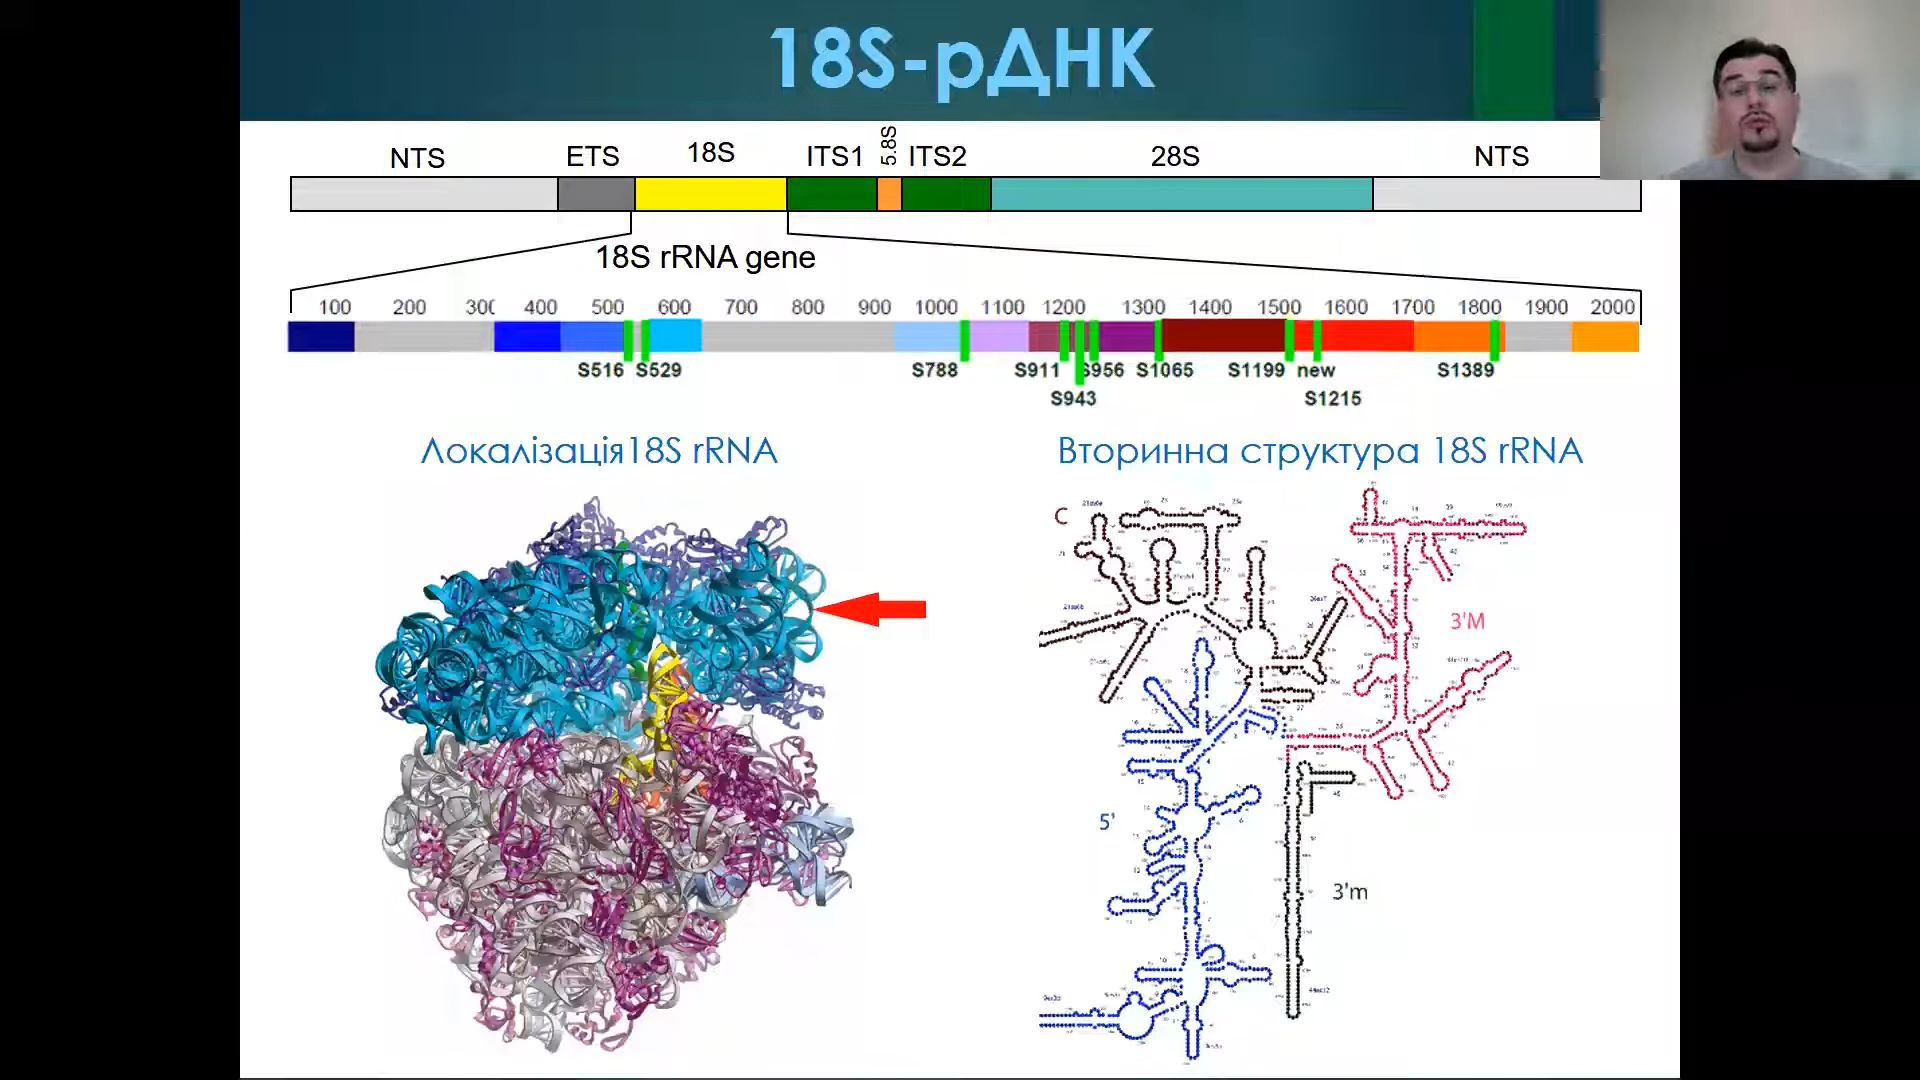 18S-рДНК
NTS ETS 18S ITS1 5.8S ITS2 28S NTS
18S rRNA gene
100 200 300 400 500 600 700 800 900 1000 1100 1200 1300 1400 1500 1600 1700 1800 1900 2000
S516 S529 S788 S911 S956 S1065 S1199 new S1389
S943 S1215
Локалізація18S rRNA
Вторинна структура 18S rRNA
C
3'M
5'
3'm